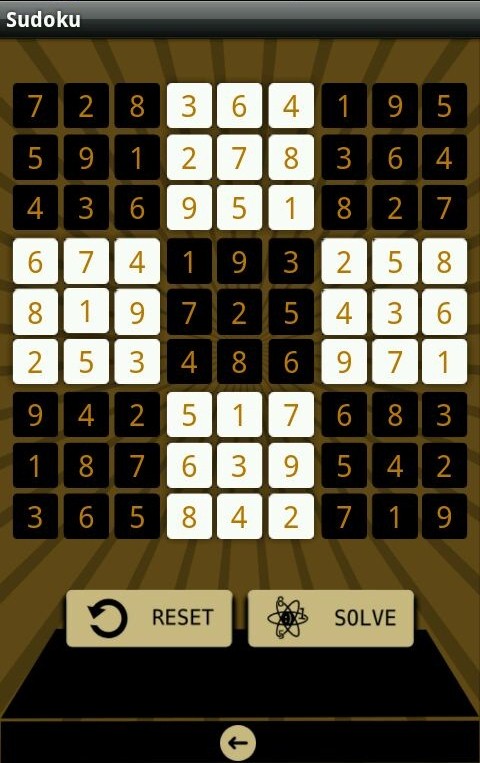 Sudoku
7 2 8 3 6 4 1 9 5
5 9 1 2 7 8 3 6 4
4 3 6 9 5 1 8 2 7
6 7 4 1 9 3 2 5 8
8 1 9 7 2 5 4 3 6
2 5 3 4 8 6 9 7 1
9 4 2 5 1 7 6 8 3
1 8 7 6 3 9 5 4 2
3 6 5 8 4 2 7 1 9
RESET SOLVE